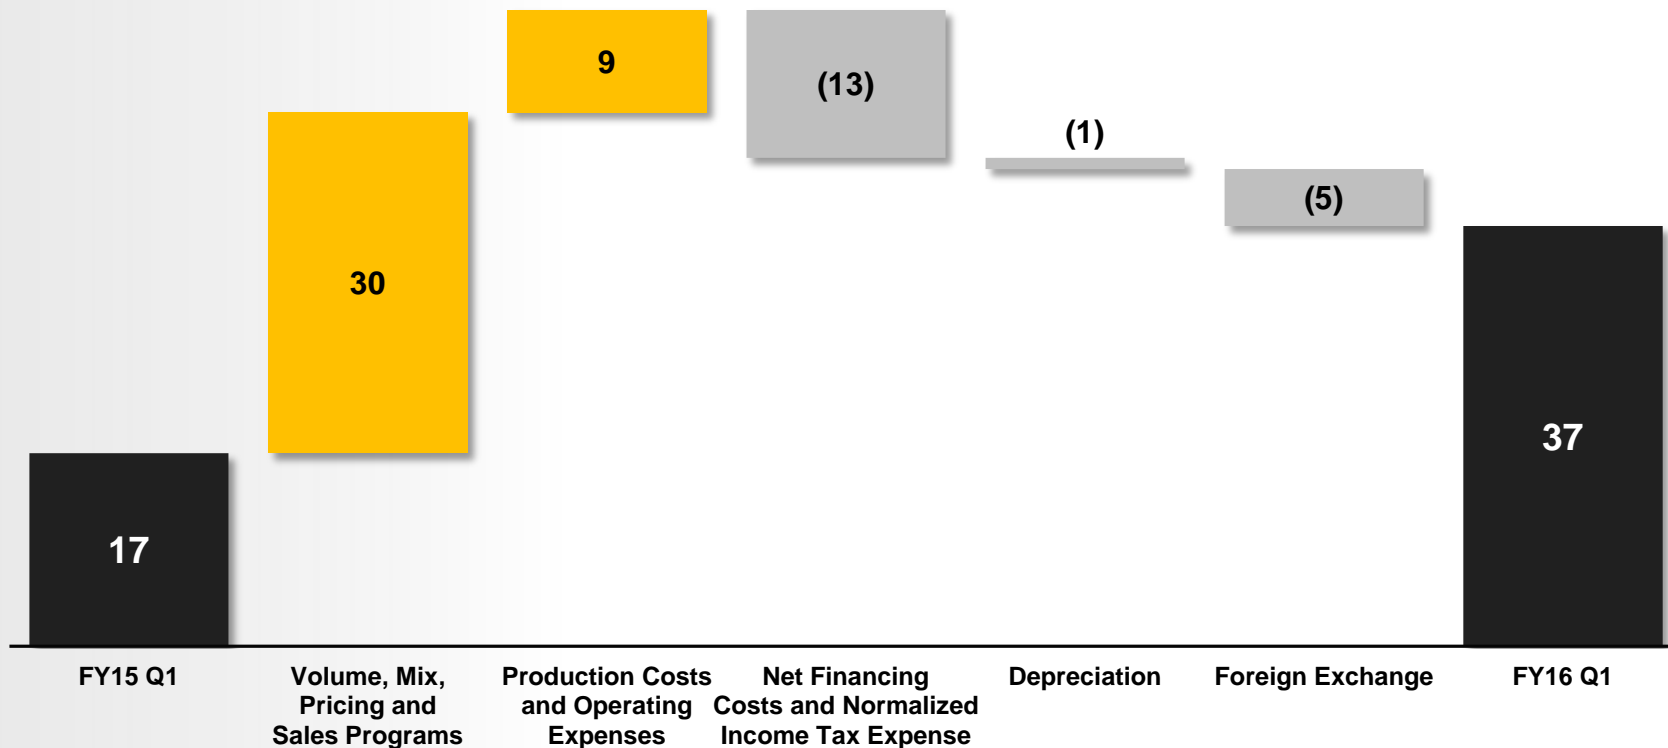 9
(13)
(1)
(5)
30
37
17
FY15 Q1
Volume, Mix,
Pricing and
Sales Programs
Production Costs
and Operating
Expenses
Net Financing
Costs and Normalized
Income Tax Expense
Depreciation
Foreign Exchange
FY16 Q1